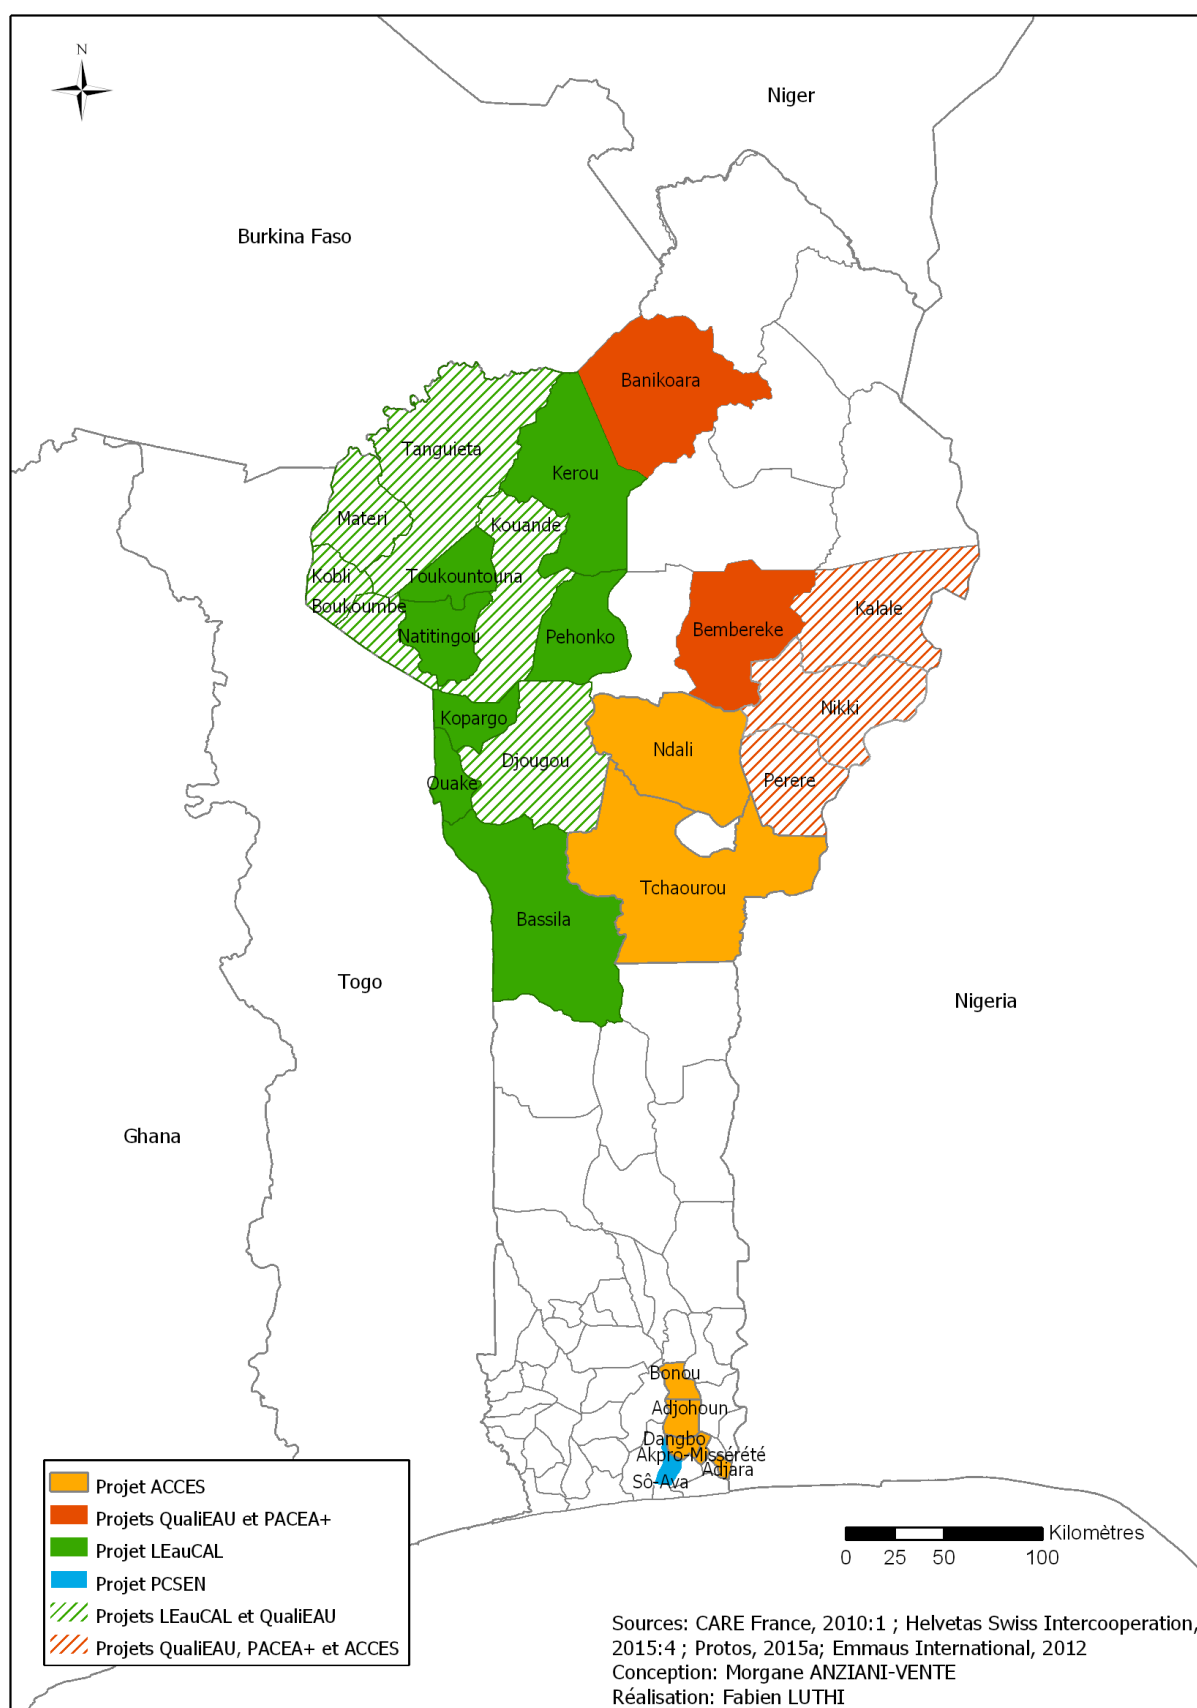 N
Niger
Burkina Faso
Banikoara
Tanguieta
Kerou
Materi
Kouande
Kobli
Toukountouna
Boukoumbe
Kalale
Natitingou
Pehonko
Bembereke
Kopargo
Nikki
Ndali
Djougou
Ouake
Perere
Tchaourou
Bassila
Togo
Nigeria
Ghana
Bonou
Adjohoun
Dangbo
Akpro-Missérété
Adjara
Sô-Ava
Projet ACCES
Projets QualiEAU et PACEA+
Projet LEauCAL
Projet PCSEN
Projets LEauCAL et QualiEAU
Projets QualiEAU, PACEA+ et ACCES
Kilomètres
0 25 50 100
Sources: CARE France, 2010:1 ; Helvetas Swiss Intercooperation,
2015:4 ; Protos, 2015a; Emmaus International, 2012
Conception: Morgane ANZIANI-VENTE
Réalisation: Fabien LUTHI